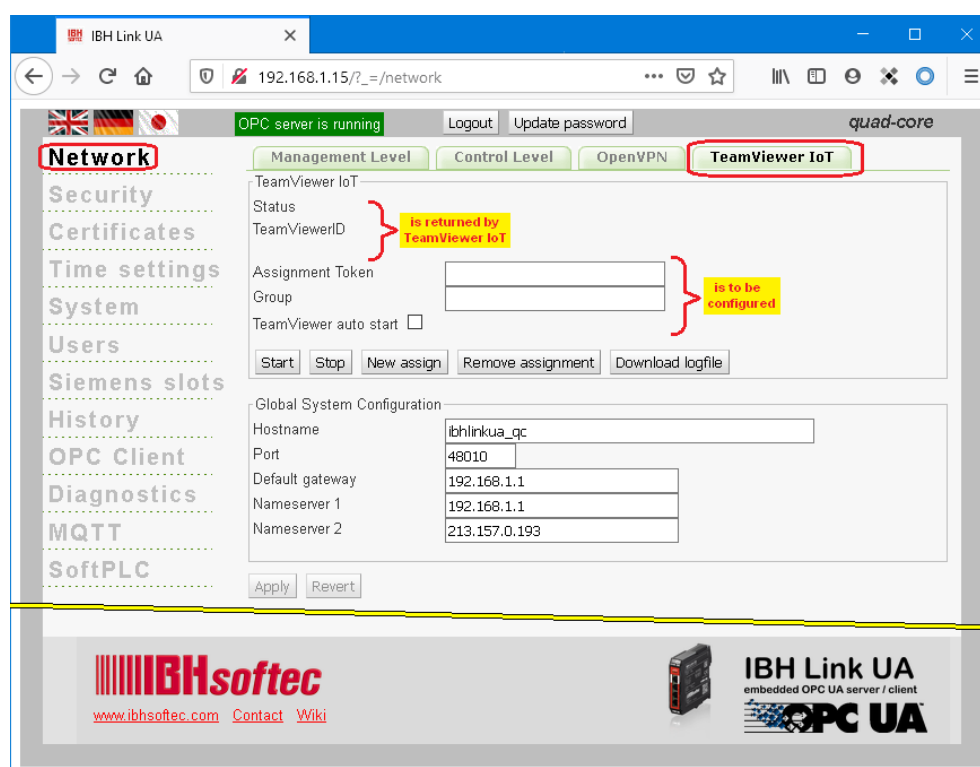 IBH Link UA
192.168.1.15/?_=/network
OPC server is running Logout Update password quad-core
Network
Security
Certificates
Time settings
System
Users
Siemens slots
History
OPC Client
Diagnostics
MQTT
SoftPLC
Management Level Control Level OpenVPN TeamViewer IoT
TeamViewer IoT
Status
TeamViewerID
is returned by
TeamViewer IoT
Assignment Token
Group
TeamViewer auto start
is to be
configured
Start Stop New assign Remove assignment Download logfile
Global System Configuration
Hostname ibhlinkua_qc
Port 48010
Default gateway 192.168.1.1
Nameserver 1 192.168.1.1
Nameserver 2 213.157.0.193
Apply Revert
IBHsoftec
www.ibhsoftec.com Contact Wiki
IBH Link UA
embedded OPC UA server / client
OPC UA